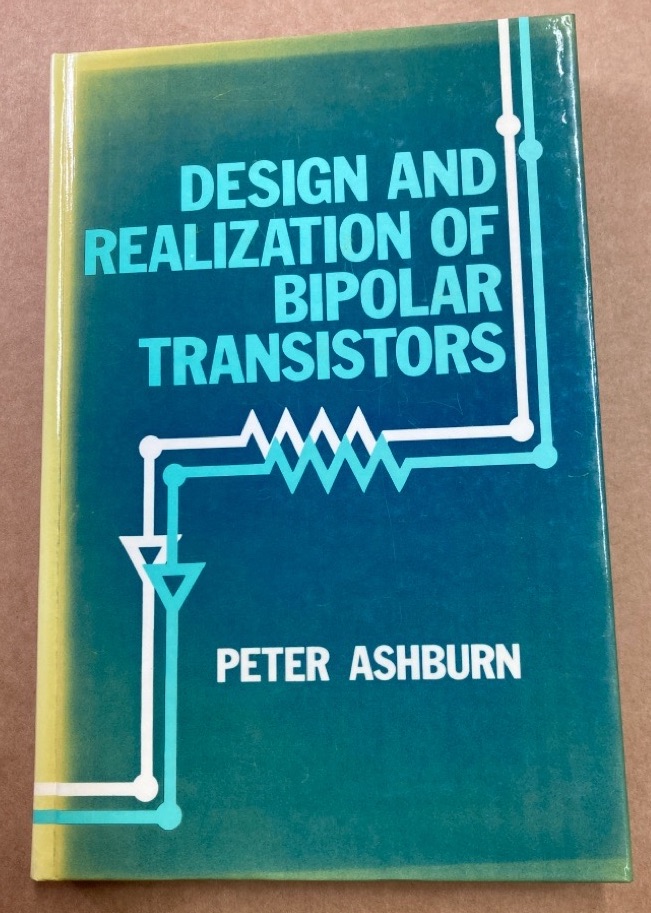 DESIGN AND
REALIZATION OF
BIPOLAR
TRANSISTORS
PETER ASHBURN